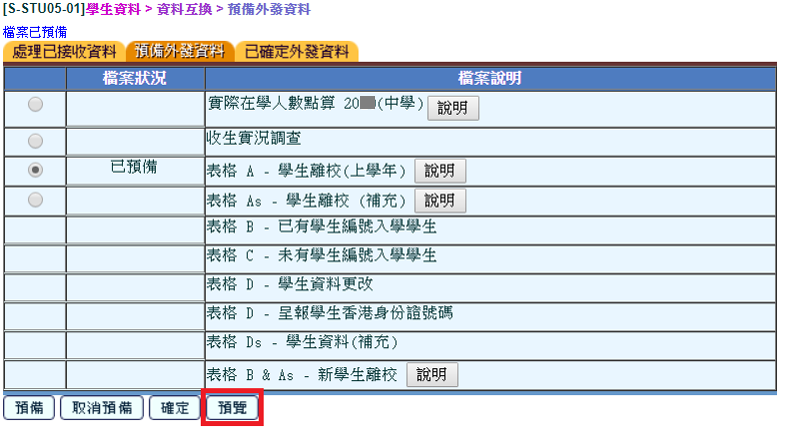 [S-STU05-01]學生資料 > 資料互換 > 預備外發資料
檔案已預備
處理已接收資料 預備外發資料 已確定外發資料
檔案狀況 檔案說明
實際在學人數點算 20 (中學) 說明
收生實況調查
已預備 表格 A - 學生離校(上學年) 說明
表格 As - 學生離校 (補充) 說明
表格 B - 已有學生編號入學學生
表格 C - 未有學生編號入學學生
表格 D - 學生資料更改
表格 D - 呈報學生香港身份證號碼
表格 Ds - 學生資料(補充)
表格 B & As - 新學生離校 說明
預備 取消預備 確定 預覽